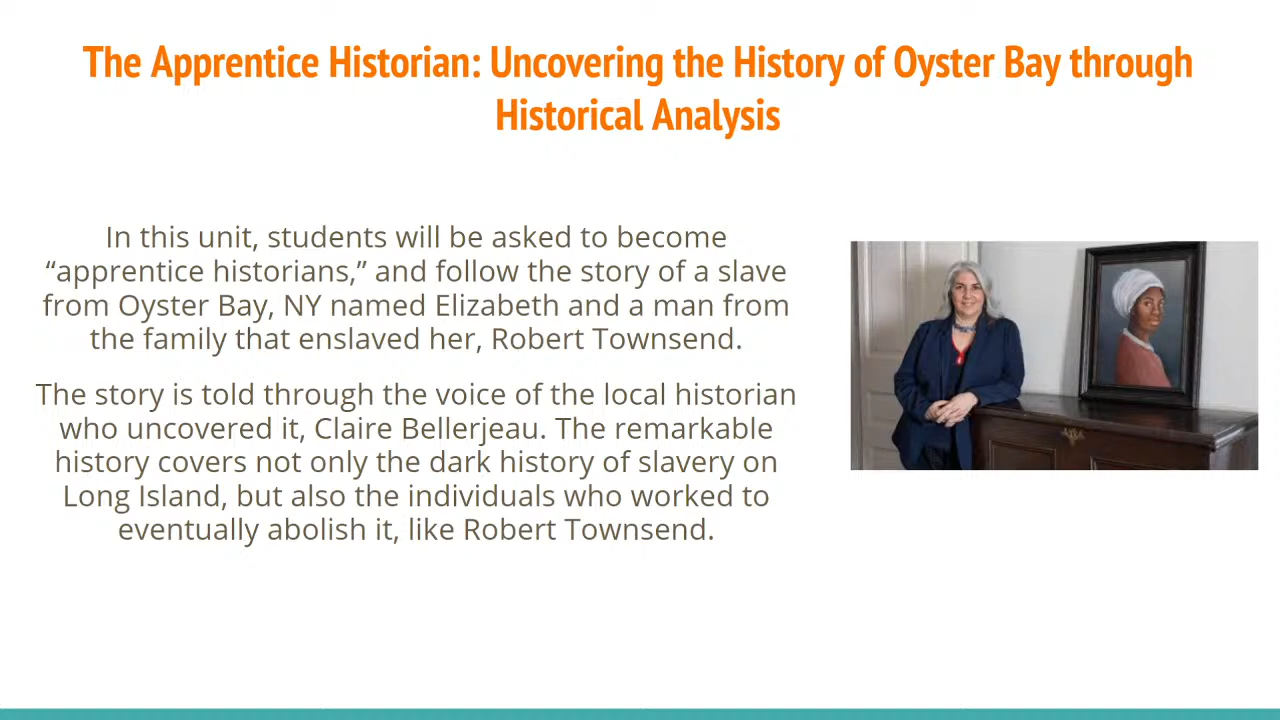 The Apprentice Historian: Uncovering the History of Oyster Bay through
Historical Analysis
In this unit, students will be asked to become
“apprentice historians,” and follow the story of a slave
from Oyster Bay, NY named Elizabeth and a man from
the family that enslaved her, Robert Townsend.
The story is told through the voice of the local historian
who uncovered it, Claire Bellerjeau. The remarkable
history covers not only the dark history of slavery on
Long Island, but also the individuals who worked to
eventually abolish it, like Robert Townsend.